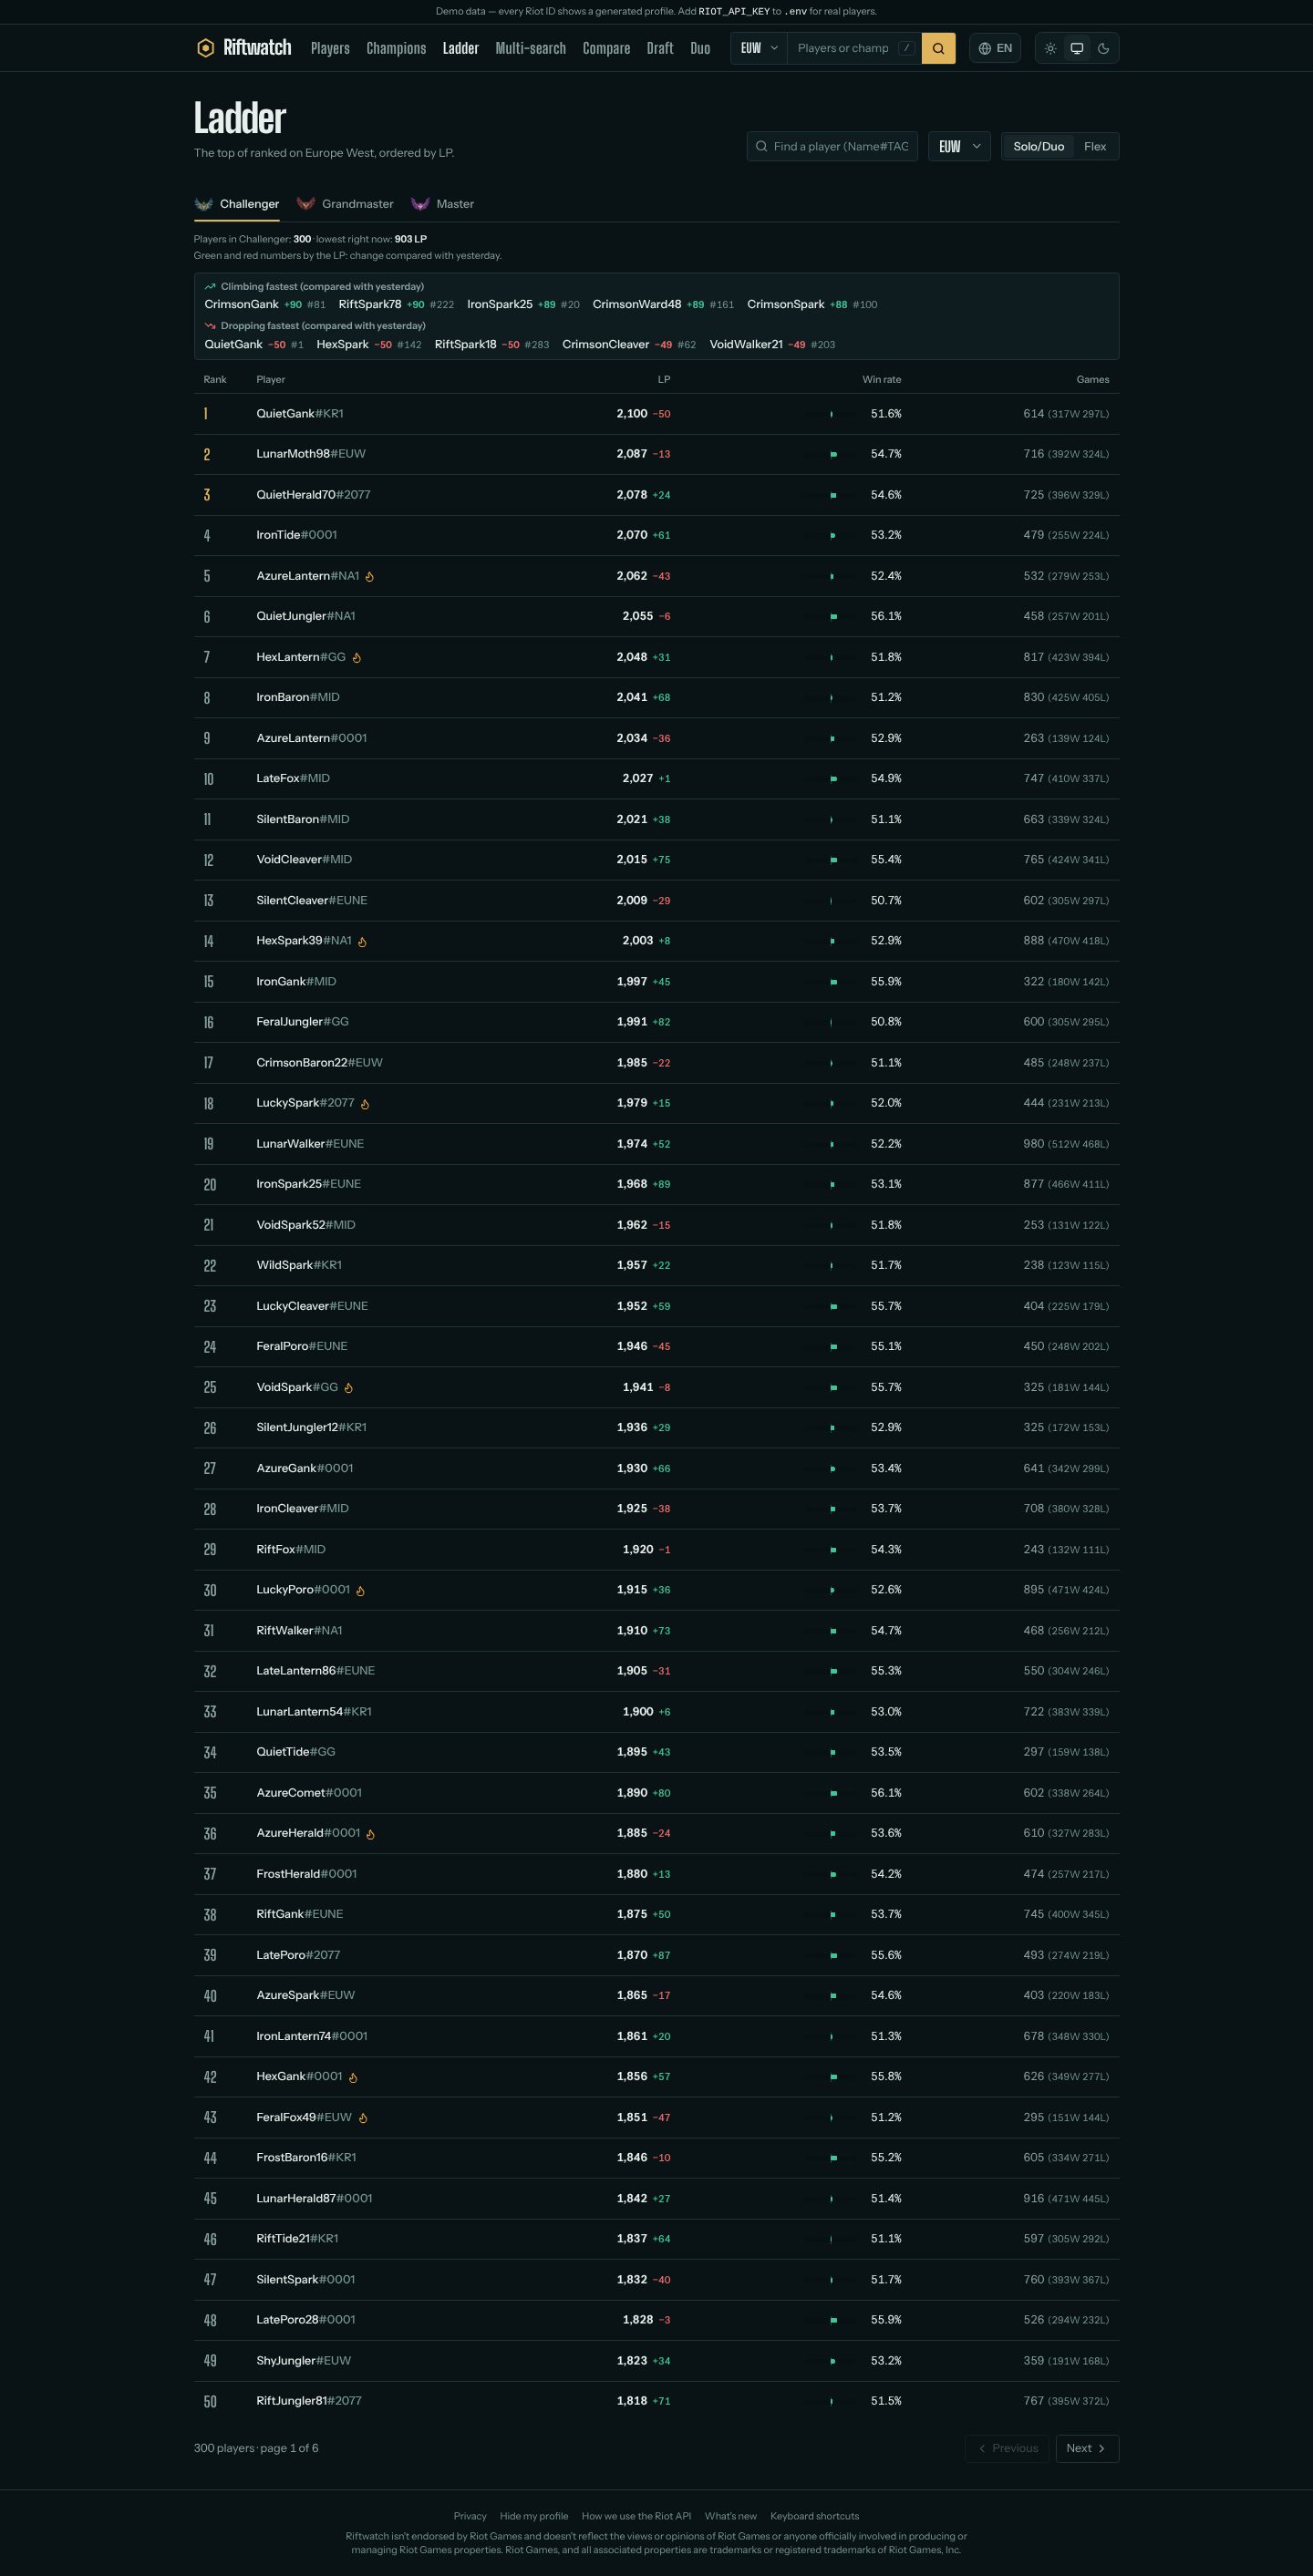 Demo data — every Riot ID shows a generated profile. Add RIOT_API_KEY to .env for real players.
Riftwatch Players Champions Ladder Multi-search Compare Draft Duo EUW Players or champ / EN
Ladder
The top of ranked on Europe West, ordered by LP.
Find a player (Name#TAG EUW Solo/Duo Flex
Challenger Grandmaster Master
Players in Challenger: 300 · lowest right now: 903 LP
Green and red numbers by the LP: change compared with yesterday.
Climbing fastest (compared with yesterday)
CrimsonGank +90 #81 RiftSpark78 +90 #222 IronSpark25 +89 #20 CrimsonWard48 +89 #161 CrimsonSpark +88 #100
Dropping fastest (compared with yesterday)
QuietGank −50 #1 HexSpark −50 #142 RiftSpark18 −50 #283 CrimsonCleaver −49 #62 VoidWalker21 −49 #203
Rank Player LP Win rate Games
1 QuietGank#KR1 2,100 −50 51.6% 614 (317W 297L)
2 LunarMoth98#EUW 2,087 −13 54.7% 716 (392W 324L)
3 QuietHerald70#2077 2,078 +24 54.6% 725 (396W 329L)
4 IronTide#0001 2,070 +61 53.2% 479 (255W 224L)
5 AzureLantern#NA1 2,062 −43 52.4% 532 (279W 253L)
6 QuietJungler#NA1 2,055 −6 56.1% 458 (257W 201L)
7 HexLantern#GG 2,048 +31 51.8% 817 (423W 394L)
8 IronBaron#MID 2,041 +68 51.2% 830 (425W 405L)
9 AzureLantern#0001 2,034 −36 52.9% 263 (139W 124L)
10 LateFox#MID 2,027 +1 54.9% 747 (410W 337L)
11 SilentBaron#MID 2,021 +38 51.1% 663 (339W 324L)
12 VoidCleaver#MID 2,015 +75 55.4% 765 (424W 341L)
13 SilentCleaver#EUNE 2,009 −29 50.7% 602 (305W 297L)
14 HexSpark39#NA1 2,003 +8 52.9% 888 (470W 418L)
15 IronGank#MID 1,997 +45 55.9% 322 (180W 142L)
16 FeralJungler#GG 1,991 +82 50.8% 600 (305W 295L)
17 CrimsonBaron22#EUW 1,985 −22 51.1% 485 (248W 237L)
18 LuckySpark#2077 1,979 +15 52.0% 444 (231W 213L)
19 LunarWalker#EUNE 1,974 +52 52.2% 980 (512W 468L)
20 IronSpark25#EUNE 1,968 +89 53.1% 877 (466W 411L)
21 VoidSpark52#MID 1,962 −15 51.8% 253 (131W 122L)
22 WildSpark#KR1 1,957 +22 51.7% 238 (123W 115L)
23 LuckyCleaver#EUNE 1,952 +59 55.7% 404 (225W 179L)
24 FeralPoro#EUNE 1,946 −45 55.1% 450 (248W 202L)
25 VoidSpark#GG 1,941 −8 55.7% 325 (181W 144L)
26 SilentJungler12#KR1 1,936 +29 52.9% 325 (172W 153L)
27 AzureGank#0001 1,930 +66 53.4% 641 (342W 299L)
28 IronCleaver#MID 1,925 −38 53.7% 708 (380W 328L)
29 RiftFox#MID 1,920 −1 54.3% 243 (132W 111L)
30 LuckyPoro#0001 1,915 +36 52.6% 895 (471W 424L)
31 RiftWalker#NA1 1,910 +73 54.7% 468 (256W 212L)
32 LateLantern86#EUNE 1,905 −31 55.3% 550 (304W 246L)
33 LunarLantern54#KR1 1,900 +6 53.0% 722 (383W 339L)
34 QuietTide#GG 1,895 +43 53.5% 297 (159W 138L)
35 AzureComet#0001 1,890 +80 56.1% 602 (338W 264L)
36 AzureHerald#0001 1,885 −24 53.6% 610 (327W 283L)
37 FrostHerald#0001 1,880 +13 54.2% 474 (257W 217L)
38 RiftGank#EUNE 1,875 +50 53.7% 745 (400W 345L)
39 LatePoro#2077 1,870 +87 55.6% 493 (274W 219L)
40 AzureSpark#EUW 1,865 −17 54.6% 403 (220W 183L)
41 IronLantern74#0001 1,861 +20 51.3% 678 (348W 330L)
42 HexGank#0001 1,856 +57 55.8% 626 (349W 277L)
43 FeralFox49#EUW 1,851 −47 51.2% 295 (151W 144L)
44 FrostBaron16#KR1 1,846 −10 55.2% 605 (334W 271L)
45 LunarHerald87#0001 1,842 +27 51.4% 916 (471W 445L)
46 RiftTide21#KR1 1,837 +64 51.1% 597 (305W 292L)
47 SilentSpark#0001 1,832 −40 51.7% 760 (393W 367L)
48 LatePoro28#0001 1,828 −3 55.9% 526 (294W 232L)
49 ShyJungler#EUW 1,823 +34 53.2% 359 (191W 168L)
50 RiftJungler81#2077 1,818 +71 51.5% 767 (395W 372L)
300 players · page 1 of 6 Previous Next
Privacy Hide my profile How we use the Riot API What's new Keyboard shortcuts
Riftwatch isn't endorsed by Riot Games and doesn't reflect the views or opinions of Riot Games or anyone officially involved in producing or
managing Riot Games properties. Riot Games, and all associated properties are trademarks or registered trademarks of Riot Games, Inc.